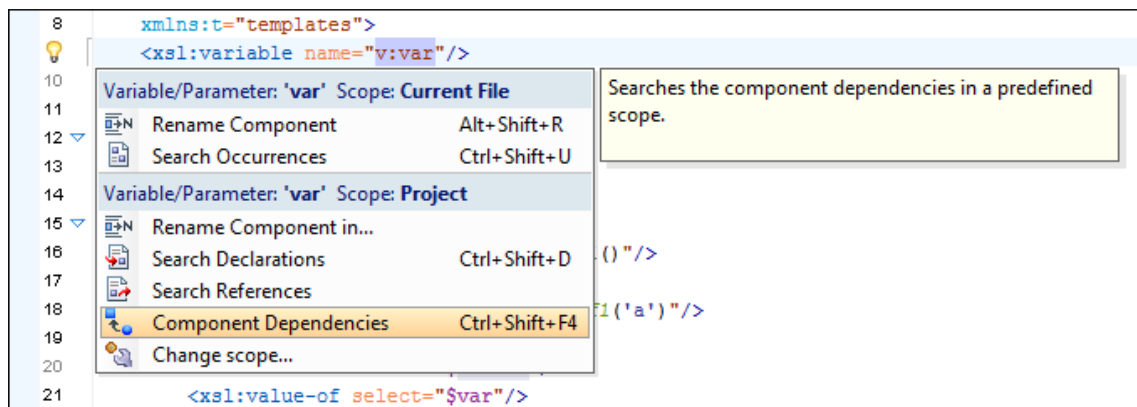 8 xmlns:t="templates">
<xsl:variable name="v:var"/>
10
Variable/Parameter: 'var' Scope: Current File
Searches the component dependencies in a predefined
scope.
11
Rename Component Alt+Shift+R
12
Search Occurrences Ctrl+Shift+U
13
14 Variable/Parameter: 'var' Scope: Project
15
Rename Component in...
16 Search Declarations Ctrl+Shift+D ()"/>
17 Search References
18 Component Dependencies Ctrl+Shift+F4 f1('a')"/>
19
Change scope...
20
21 <xsl:value-of select="$var"/>